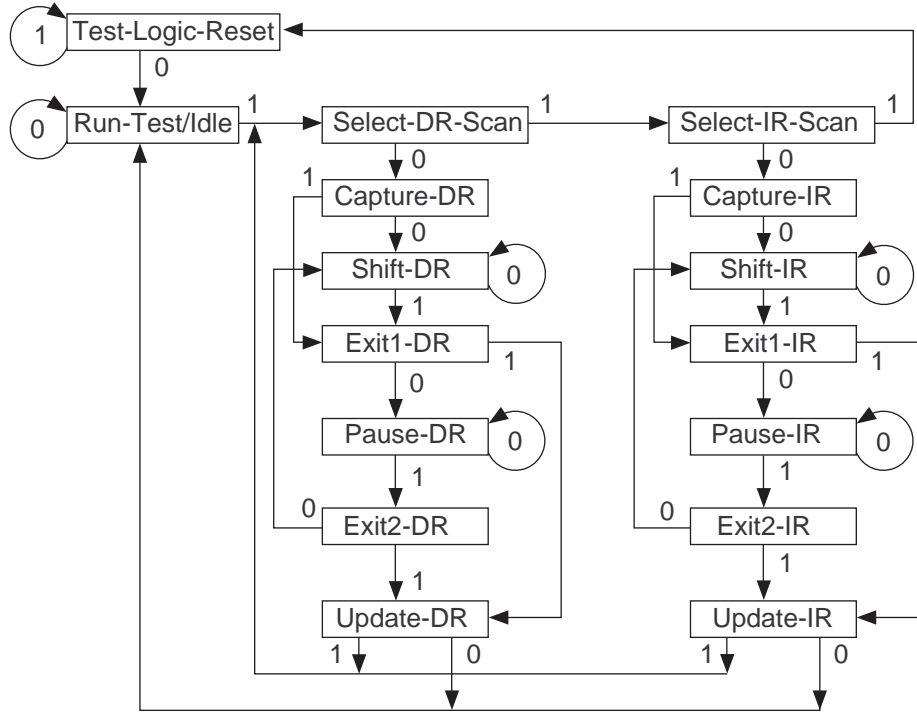 1 Test-Logic-Reset
0
0 Run-Test/Idle 1 Select-DR-Scan 1 Select-IR-Scan 1
0 0
1 Capture-DR 1 Capture-IR
0 0
Shift-DR 0 Shift-IR 0
1 1
Exit1-DR 1 Exit1-IR 1
0 0
Pause-DR 0 Pause-IR 0
1 1
0 Exit2-DR 0 Exit2-IR
1 1
Update-DR Update-IR
1 0 1 0